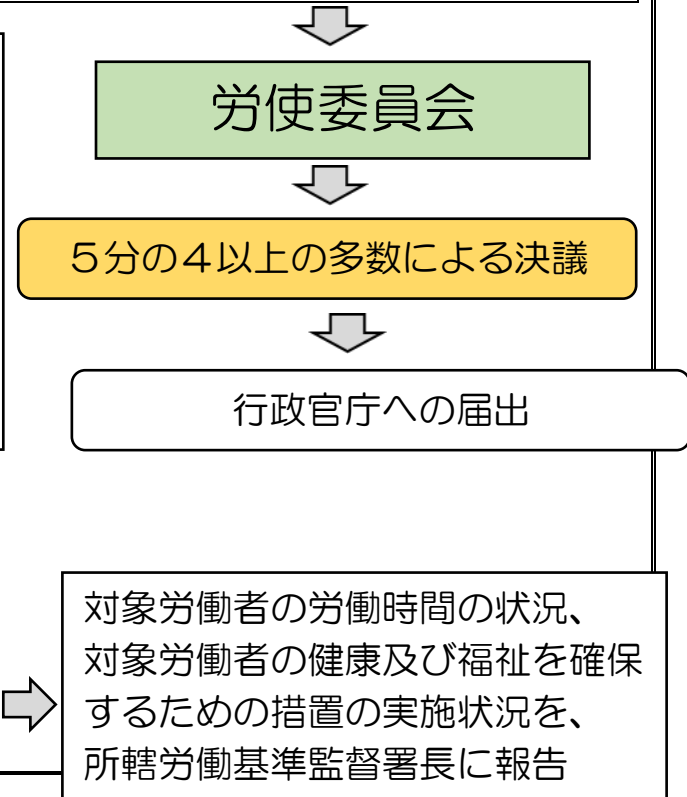 労使委員会
５分の４以上の多数による決議
行政官庁への届出
対象労働者の労働時間の状況、
対象労働者の健康及び福祉を確保
するための措置の実施状況を、
所轄労働基準監督署長に報告